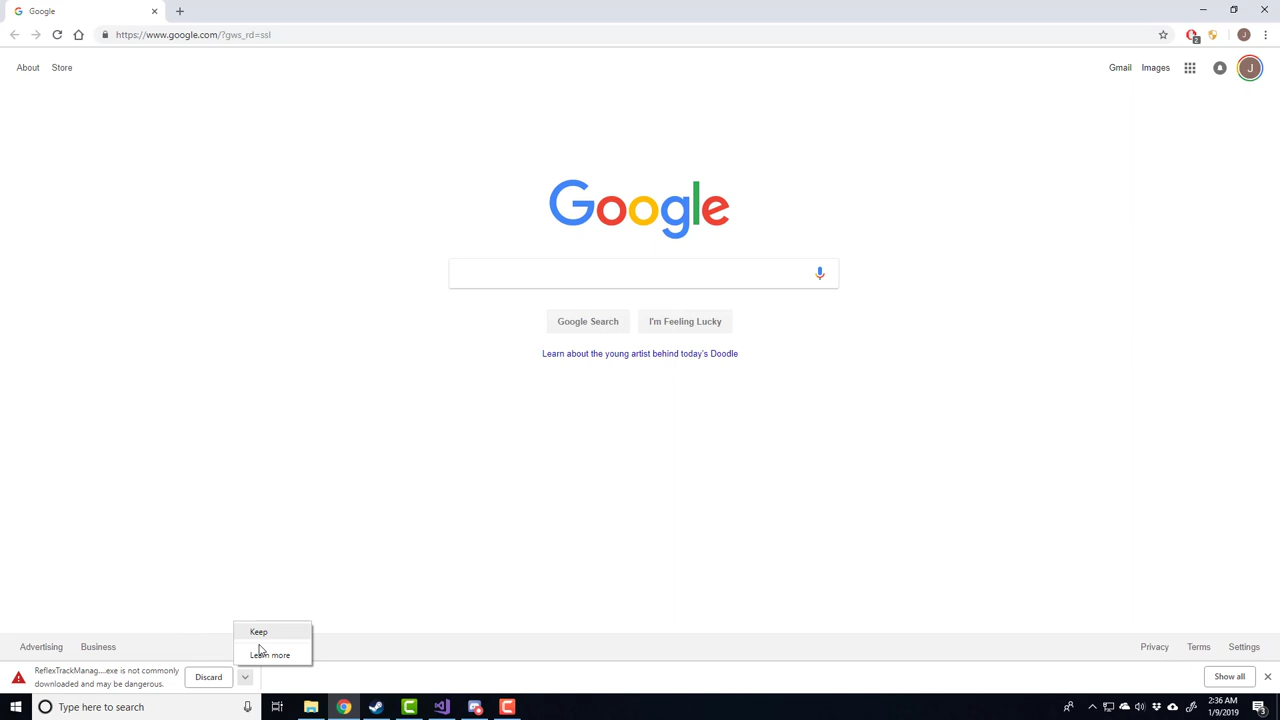 Google
https://www.google.com/?gws_rd=ssl
2
J
About Store
Gmail Images
J
Google
Google Search I'm Feeling Lucky
Learn about the young artist behind today's Doodle
Keep
Learn more
Advertising Business
Privacy Terms Settings
ReflexTrackManag....exe is not commonly
downloaded and may be dangerous.
Discard
Show all
Type here to search
2:36 AM
1/9/2019
3